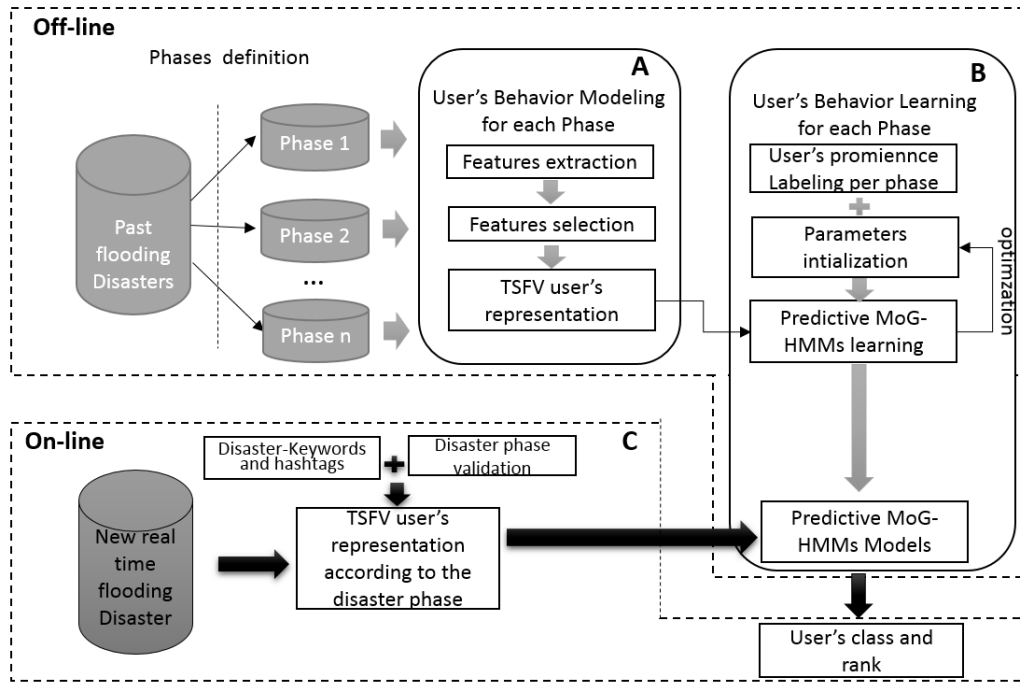 Off-line
Phases definition
Past
flooding
Disasters
Phase 1
Phase 2
...
Phase n
A
User's Behavior Modeling
for each Phase
Features extraction
Features selection
TSFV user's
representation
B
User's Behavior Learning
for each Phase
User's promiennce
Labeling per phase
Parameters
intialization
optimzation
Predictive MoG-
HMMs learning
Predictive MoG-
HMMs Models
On-line
C
Disaster-Keywords
and hashtags
Disaster phase
validation
New real
time
flooding
Disaster
TSFV user's
representation
according to the
disaster phase
User's class and
rank